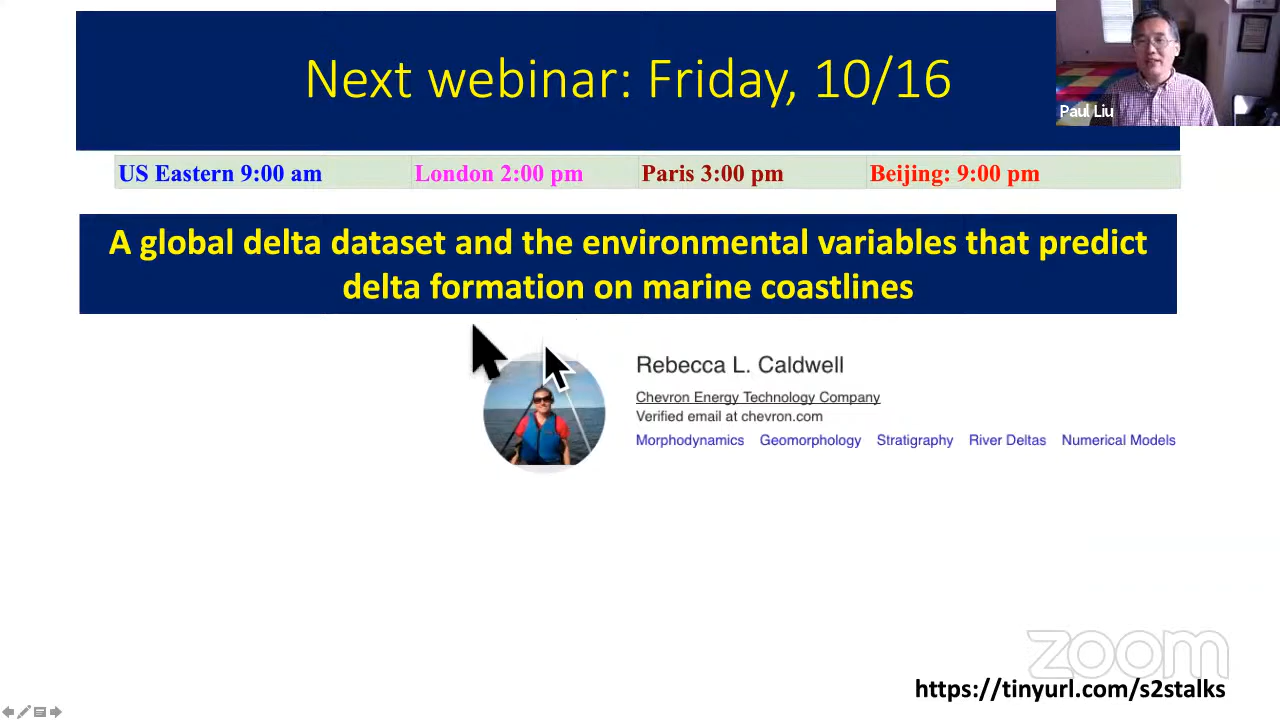 Next webinar: Friday, 10/16
Paul Liu
US Eastern 9:00 am London 2:00 pm Paris 3:00 pm Beijing: 9:00 pm
A global delta dataset and the environmental variables that predict
delta formation on marine coastlines
Rebecca L. Caldwell
Chevron Energy Technology Company
Verified email at chevron.com
Morphodynamics Geomorphology Stratigraphy River Deltas Numerical Models
zoom
https://tinyurl.com/s2stalks